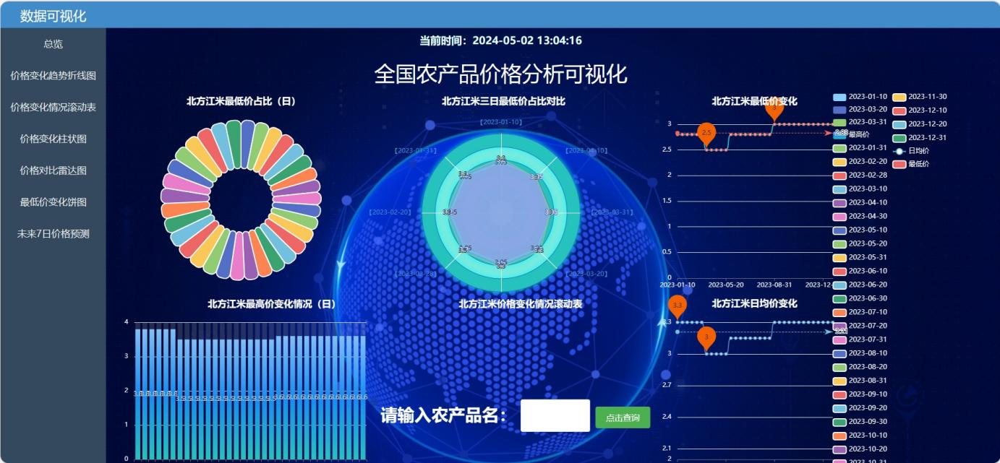 数据可视化
总览
价格变化趋势折线图
价格变化情况滚动表
价格变化柱状图
价格对比雷达图
最低价变化饼图
未来7日价格预测
当前时间：2024-05-02 13:04:16
全国农产品价格分析可视化
北方江米最低价占比（日）
北方江米三日最低价占比对比
【2023-01-10】
【2023-01-31】
【2023-04-10】
【2023-02-20】
【2023-03-31】
【2023-02-28】
【2023-03-20】
北方江米最低价变化
3
2.5
3
2.5
2
1.5
1
0.5
0
2023-01-10 2023-05-20 2023-08-31
2023-01-10
2023-03-20
2023-03-31
最高价
2023-01-31
2023-02-20
2023-02-28
2023-03-10
2023-04-10
2023-04-30
2023-05-10
2023-05-20
2023-05-31
2023-06-10
2023-06-20
2023-06-30
2023-07-10
2023-07-20
2023-07-31
2023-08-10
2023-08-20
2023-08-31
2023-09-10
2023-09-20
2023-09-30
2023-10-10
2023-10-20
2023-10-31
2023-11-30
2023-12-10
2023-12-20
2023-12-31
日均价
最低价
北方江米最高价变化情况（日）
4
3
2
1
0
北方江米价格变化情况滚动表
请输入农产品名：
点击查询
北方江米日均价变化
3.3
3
3.3
3
2.7
2.4
2.1
2